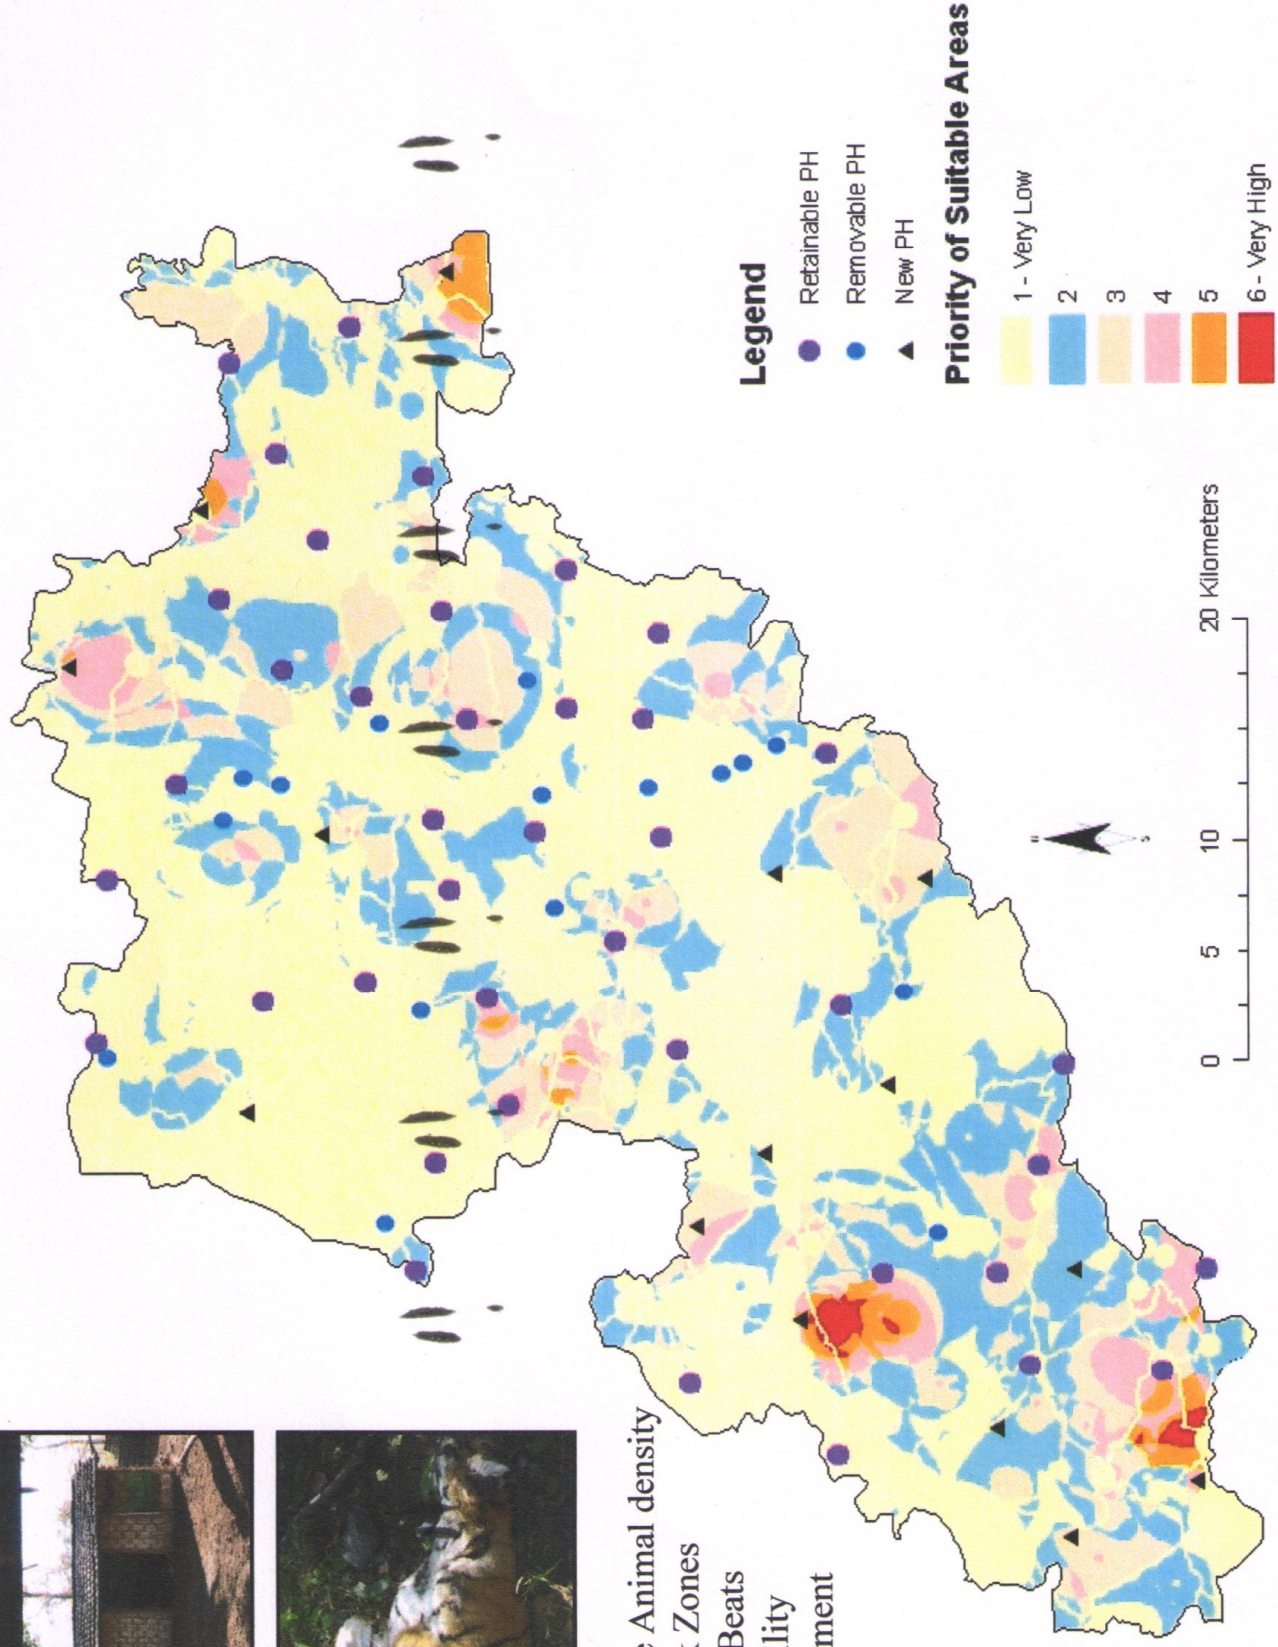 e Animal density
Zones
Beats
lity
ment
Legend
Retainable PH
Removable PH
New PH
Priority of Suitable Areas
1 - Very Low
2
3
4
5
6 - Very High
0 5 10 20 Kilometers
N
S